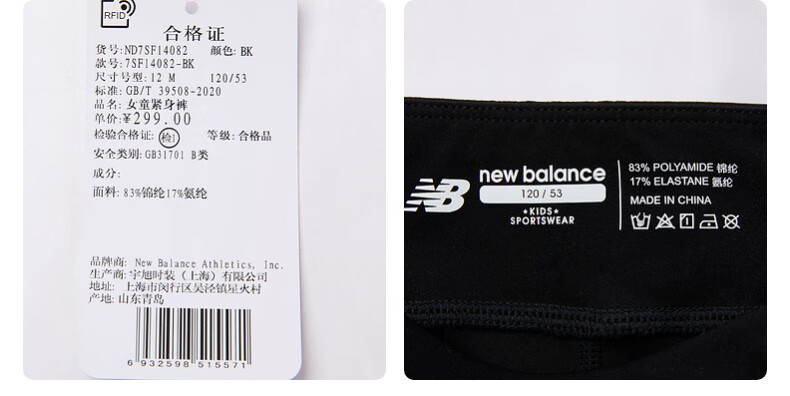 RFID
合格证
货号:ND7SF14082 颜色:BK
款号:7SF14082-BK
尺寸号型:12 M 120/53
标准:GB/T 39508-2020
品名:女童紧身裤
单价:¥299.00
检验合格证:检1 等级:合格品
安全类别:GB31701 B类
成分:
面料:83%锦纶17%氨纶
品牌商: New Balance Athletics, Inc.
生产商:宇旭时装（上海）有限公司
地址: 上海市闵行区吴泾镇星火村
产地:山东青岛
6 932598 515571
NB
new balance
120 / 53
★KIDS★
SPORTSWEAR
83% POLYAMIDE 锦纶
17% ELASTANE 氨纶
MADE IN CHINA